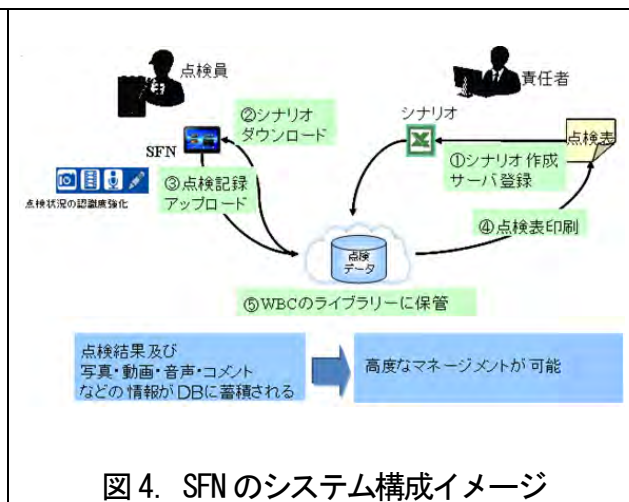 点検員
責任者
②シナリオ
ダウンロード
シナリオ
SFN
点検表
①シナリオ作成
サーバ登録
③点検記録
アップロード
点検状況の認識度強化
④点検表印刷
点検
データ
⑤WBCのライブラリーに保管
点検結果及び
写真・動画・音声・コメント
などの情報がDBに蓄積される
高度なマネージメントが可能
図4. SFNのシステム構成イメージ